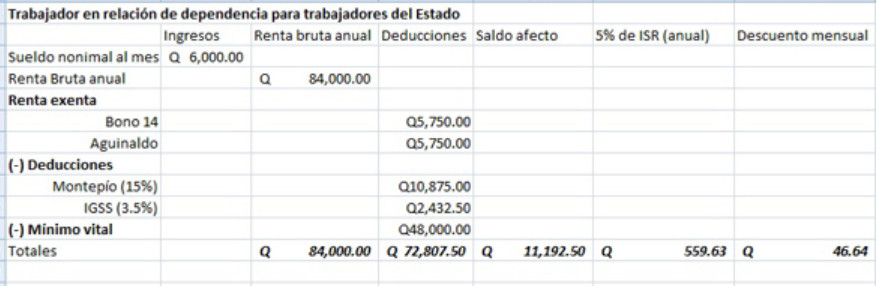 Trabajador en relación de dependencia para trabajadores del Estado
Ingresos Renta bruta anual Deducciones Saldo afecto 5% de ISR (anual) Descuento mensual
Sueldo nonimal al mes Q 6,000.00
Renta Bruta anual Q 84,000.00
Renta exenta
Bono 14 Q5,750.00
Aguinaldo Q5,750.00
(-) Deducciones
Montepío (15%) Q10,875.00
IGSS (3.5%) Q2,432.50
(-) Mínimo vital Q48,000.00
Totales Q 84,000.00 Q 72,807.50 Q 11,192.50 Q 559.63 Q 46.64